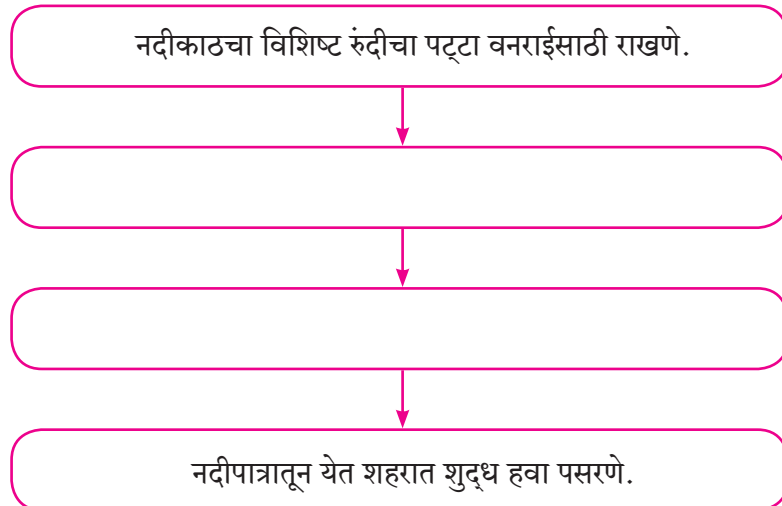 नदीकाठचा विशिष्ट रुंदीचा पट्टा वनराईसाठी राखणे.
नदीपात्रातून येत शहरात शुद्ध हवा पसरणे.